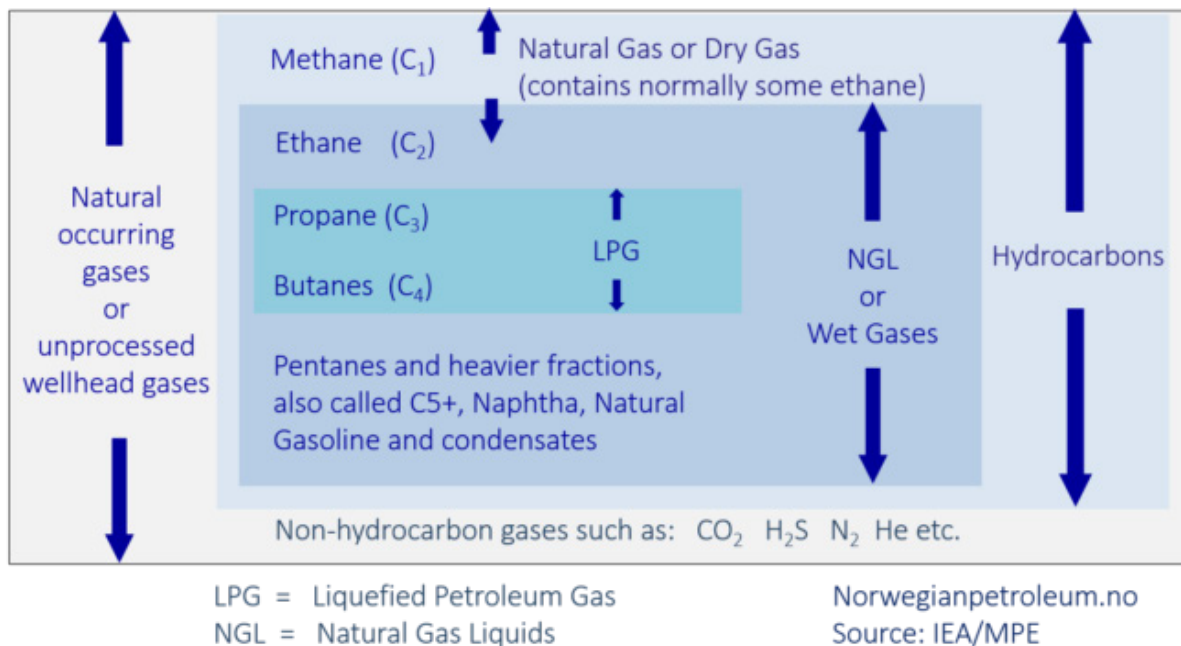 Methane (C₁)
Natural Gas or Dry Gas
(contains normally some ethane)
Ethane (C₂)
Propane (C₃)
LPG
Butanes (C₄)
Pentanes and heavier fractions,
also called C5+, Naphtha, Natural
Gasoline and condensates
Natural
occurring
gases
or
unprocessed
wellhead gases
NGL
or
Wet Gases
Hydrocarbons
Non-hydrocarbon gases such as: CO₂ H₂S N₂ He etc.
LPG = Liquefied Petroleum Gas
NGL = Natural Gas Liquids
Norwegianpetroleum.no
Source: IEA/MPE